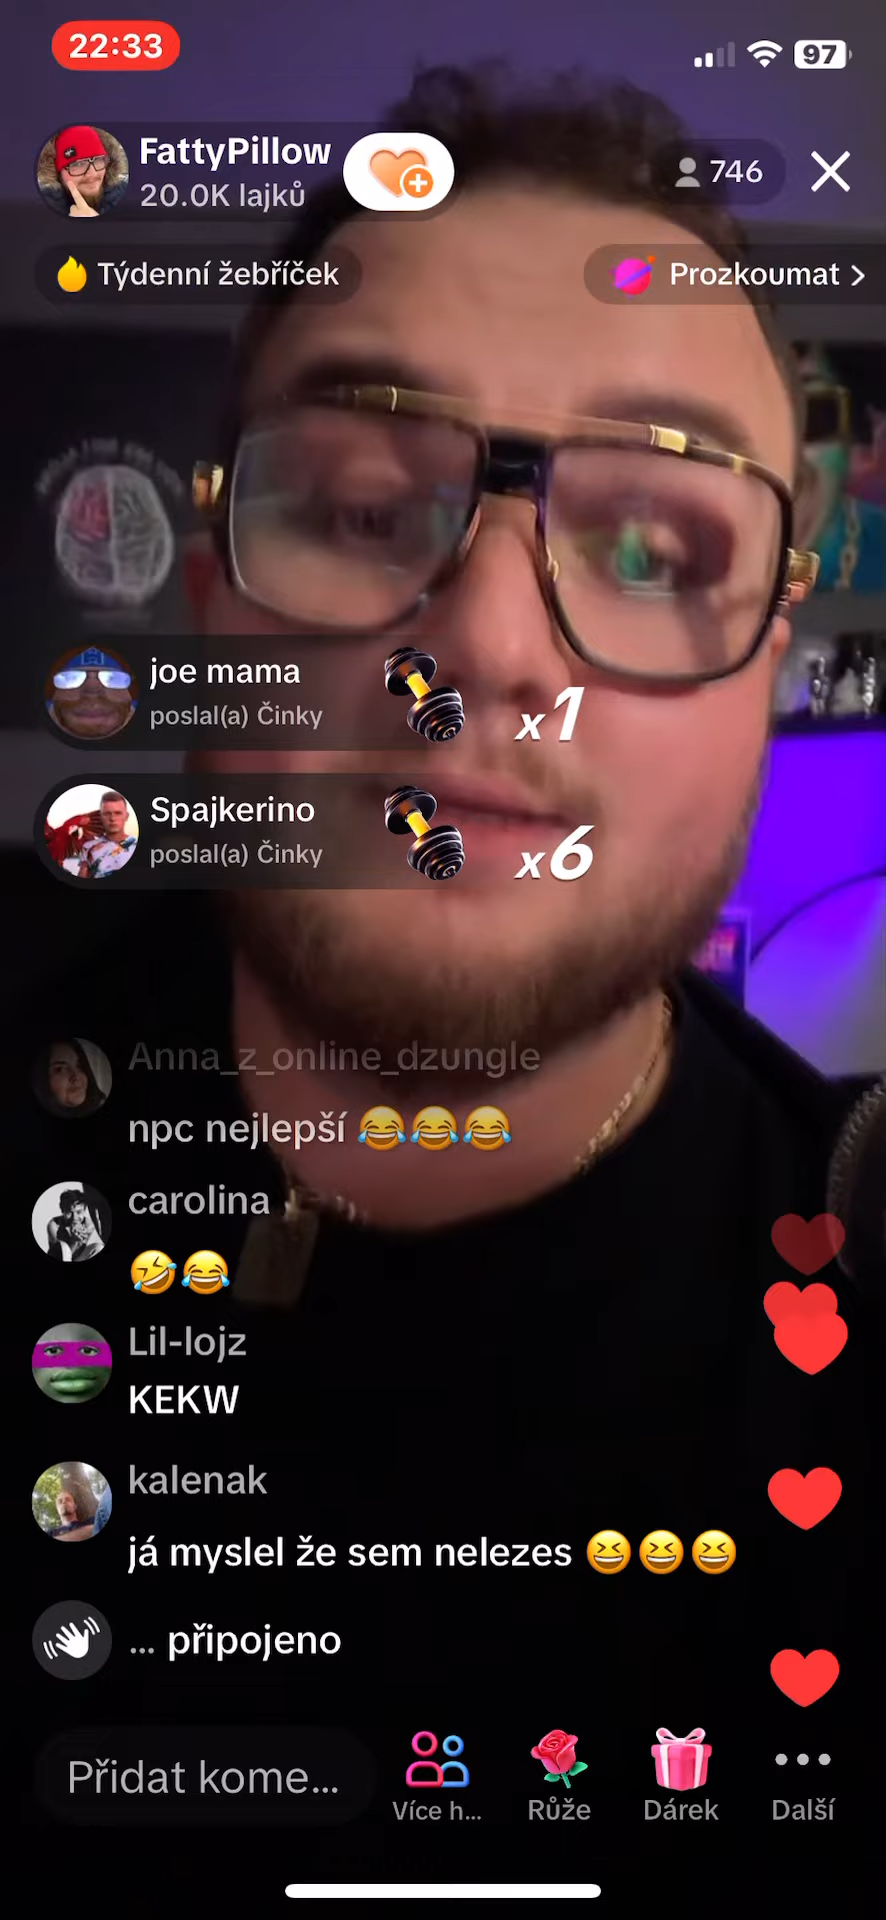 22:33
97
FattyPillow
20.0K lajků
746
Týdenní žebříček
Prozkoumat
joe mama
poslal(a) Činky
x1
Spajkerino
poslal(a) Činky
x6
Anna_z_online_dzungle
npc nejlepší 😂😂😂
carolina
🤣😂
Lil-lojz
KEKW
kalenak
já myslel že sem nelezes 😆😆😆
... připojeno
Přidat kome...
Více h...
Růže
Dárek
Další